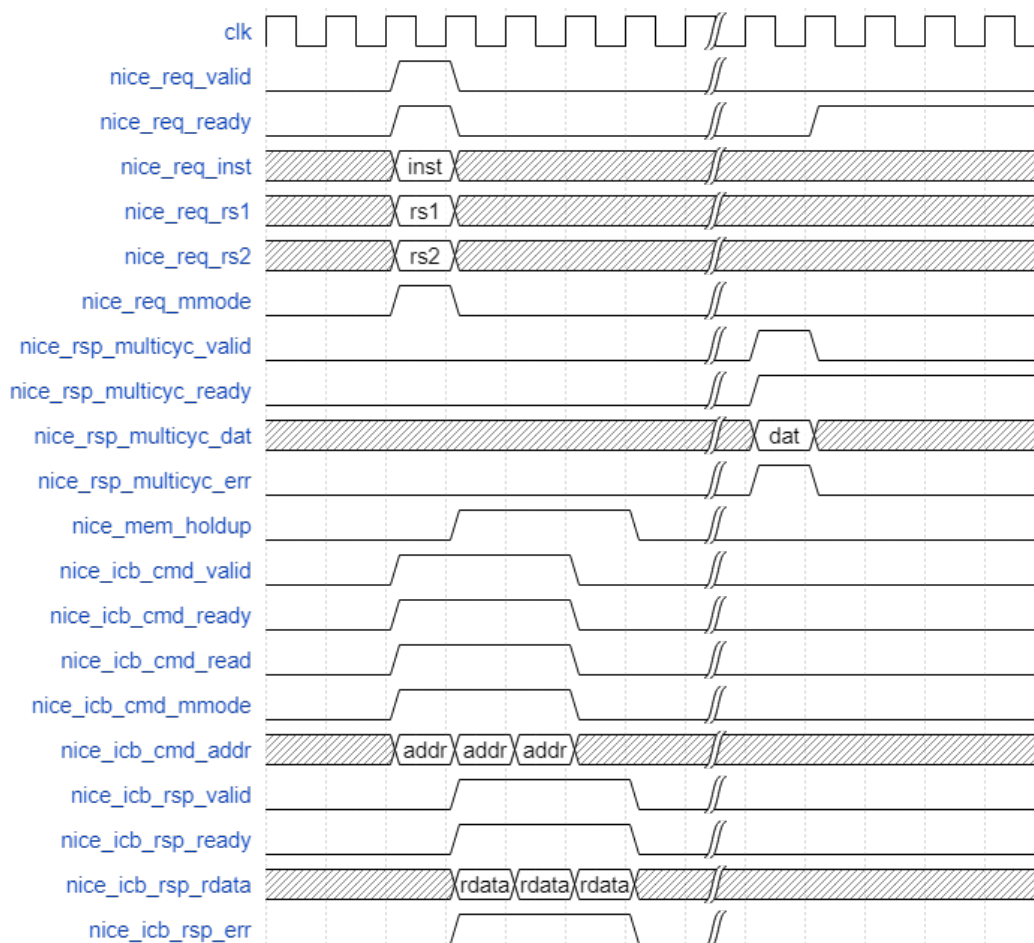 clk
nice_req_valid
nice_req_ready
nice_req_inst inst
nice_req_rs1 rs1
nice_req_rs2 rs2
nice_req_mmode
nice_rsp_multicyc_valid
nice_rsp_multicyc_ready
nice_rsp_multicyc_dat dat
nice_rsp_multicyc_err
nice_mem_holdup
nice_icb_cmd_valid
nice_icb_cmd_ready
nice_icb_cmd_read
nice_icb_cmd_mmode
nice_icb_cmd_addr addr addr addr
nice_icb_rsp_valid
nice_icb_rsp_ready
nice_icb_rsp_rdata rdata rdata rdata
nice_icb_rsp_err